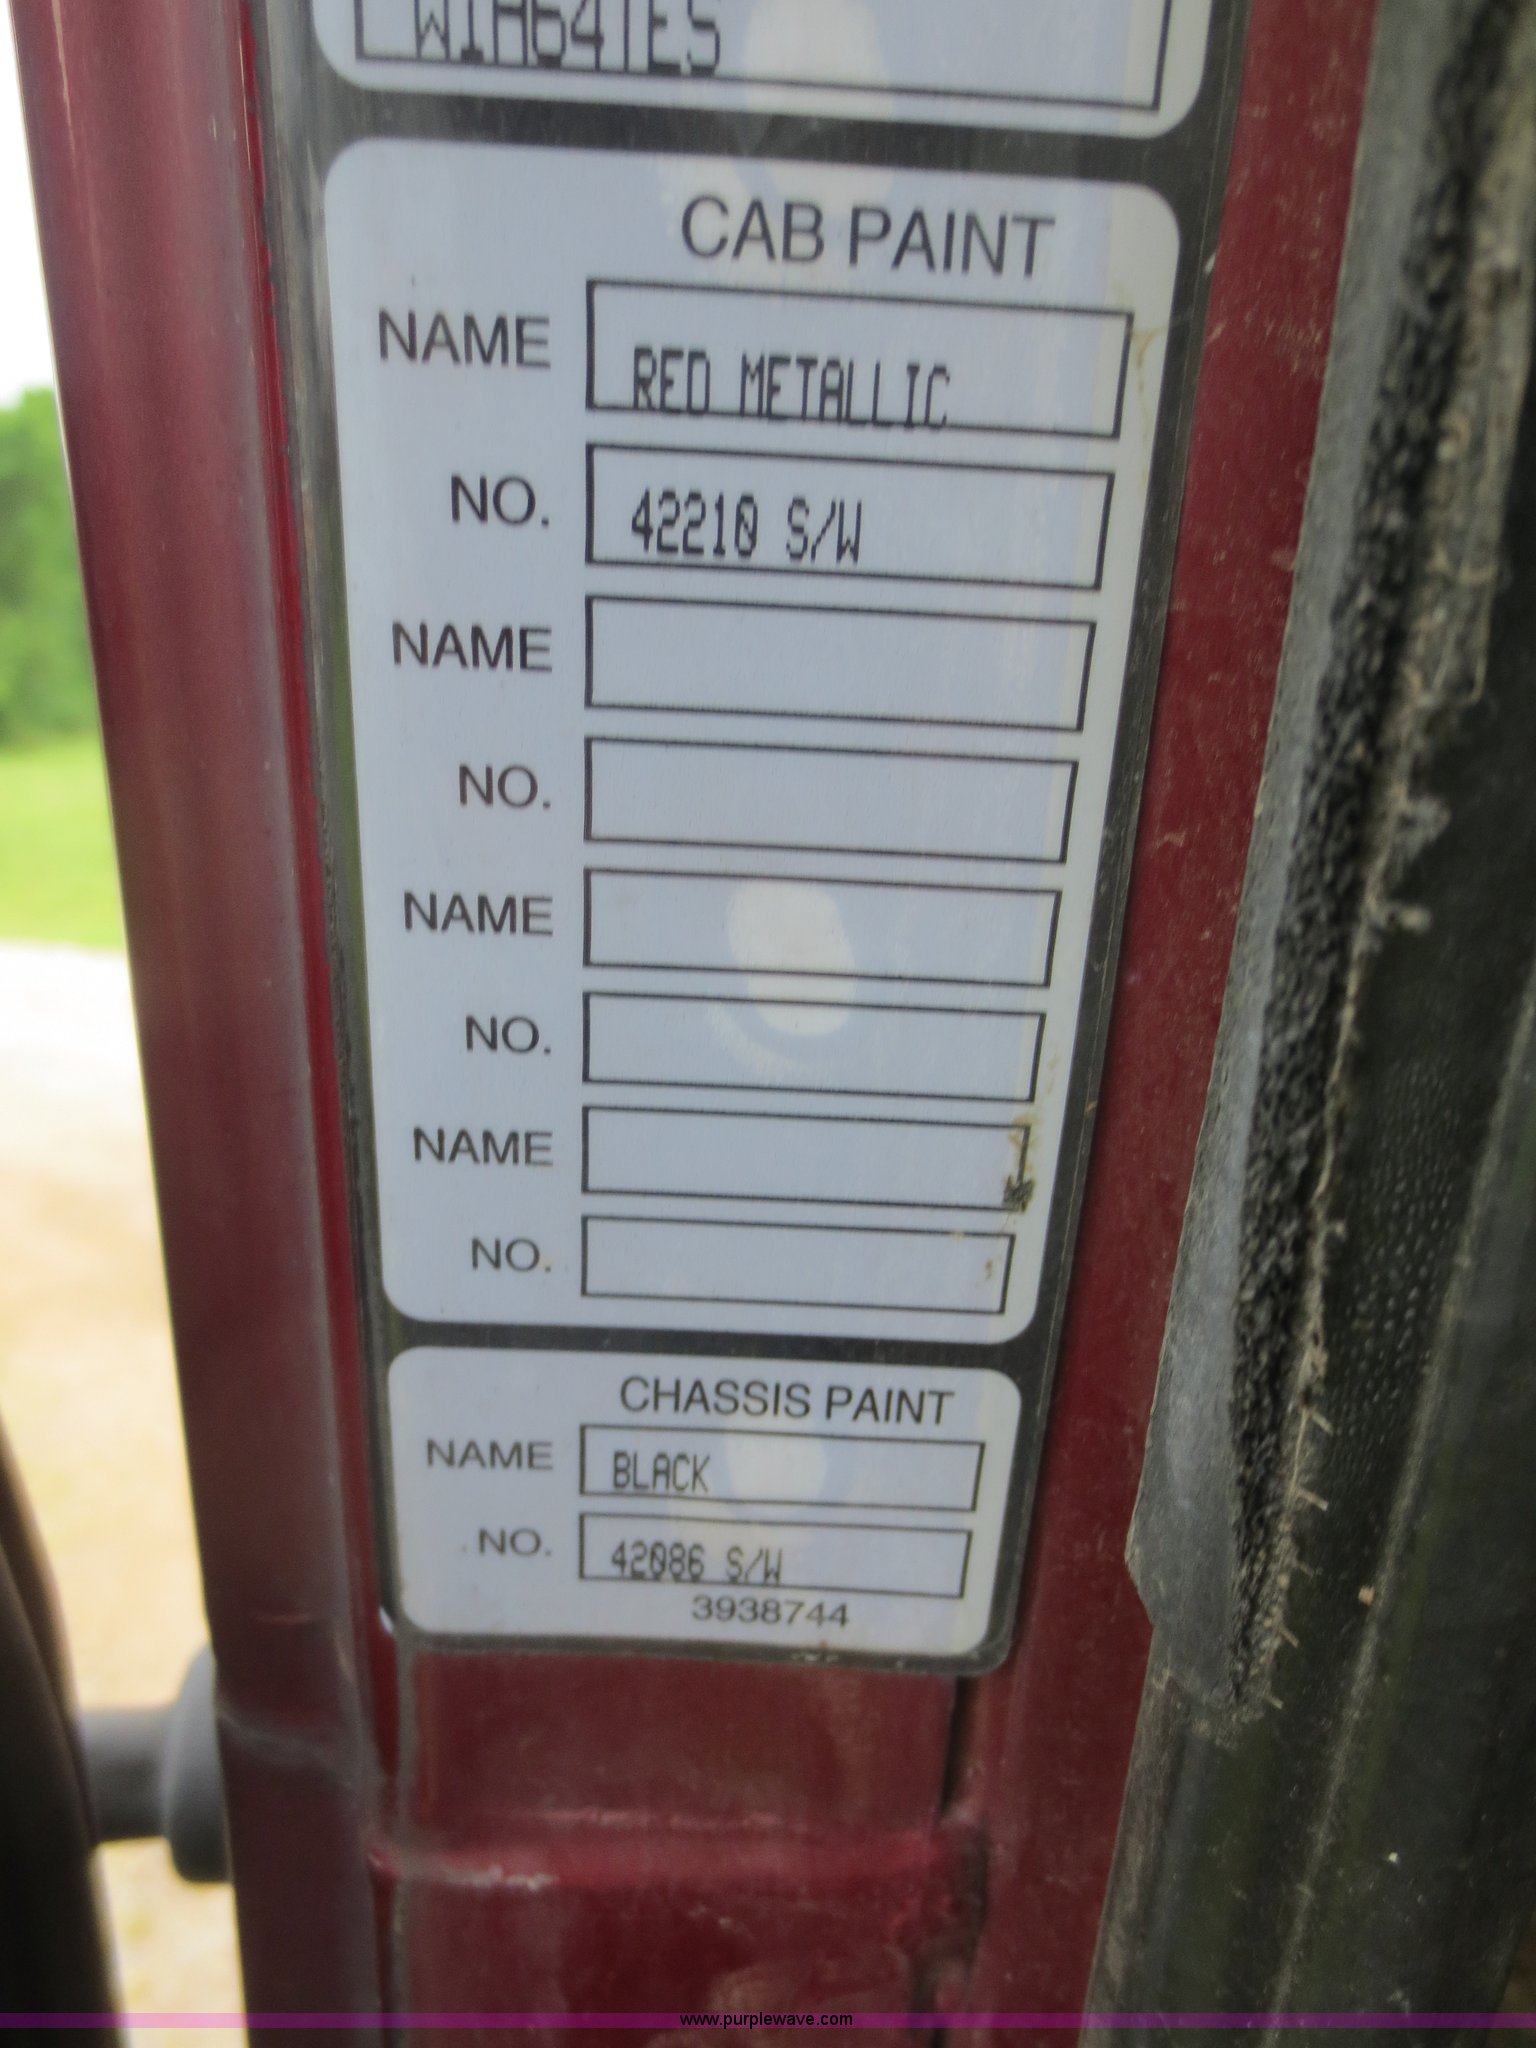 WIA64TES
CAB PAINT
NAME RED METALLIC
NO. 42210 S/W
NAME
NO.
NAME
NO.
NAME
NO.
CHASSIS PAINT
NAME BLACK
NO. 42086 S/W
3938744
www.purplewave.com